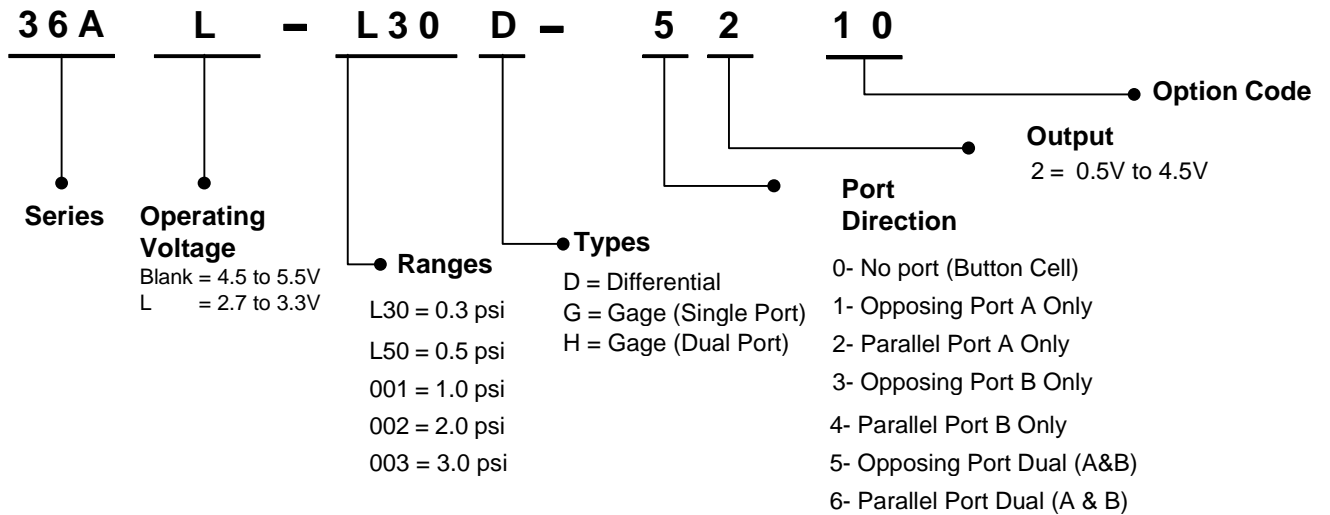 36A L – L30 D – 5 2 10
Option Code
Output
2 = 0.5V to 4.5V
Port
Direction
0- No port (Button Cell)
1- Opposing Port A Only
2- Parallel Port A Only
3- Opposing Port B Only
4- Parallel Port B Only
5- Opposing Port Dual (A&B)
6- Parallel Port Dual (A & B)
Series
Operating
Voltage
Blank = 4.5 to 5.5V
L = 2.7 to 3.3V
Ranges
L30 = 0.3 psi
L50 = 0.5 psi
001 = 1.0 psi
002 = 2.0 psi
003 = 3.0 psi
Types
D = Differential
G = Gage (Single Port)
H = Gage (Dual Port)